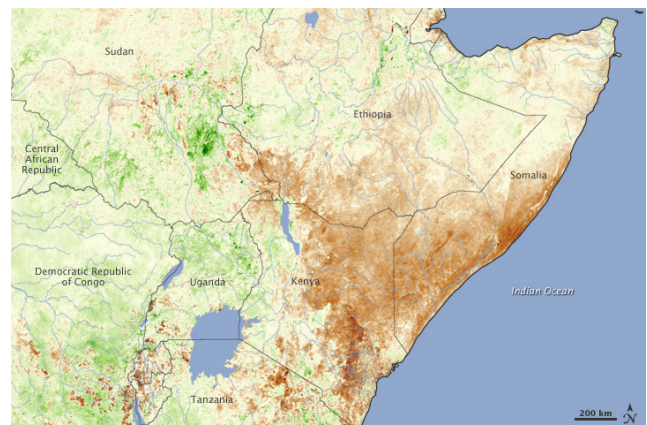 Sudan
Ethiopia
Central
African
Republic
Somalia
Democratic Republic
of Congo
Uganda
Kenya
Indian Ocean
Tanzania
200 km
N